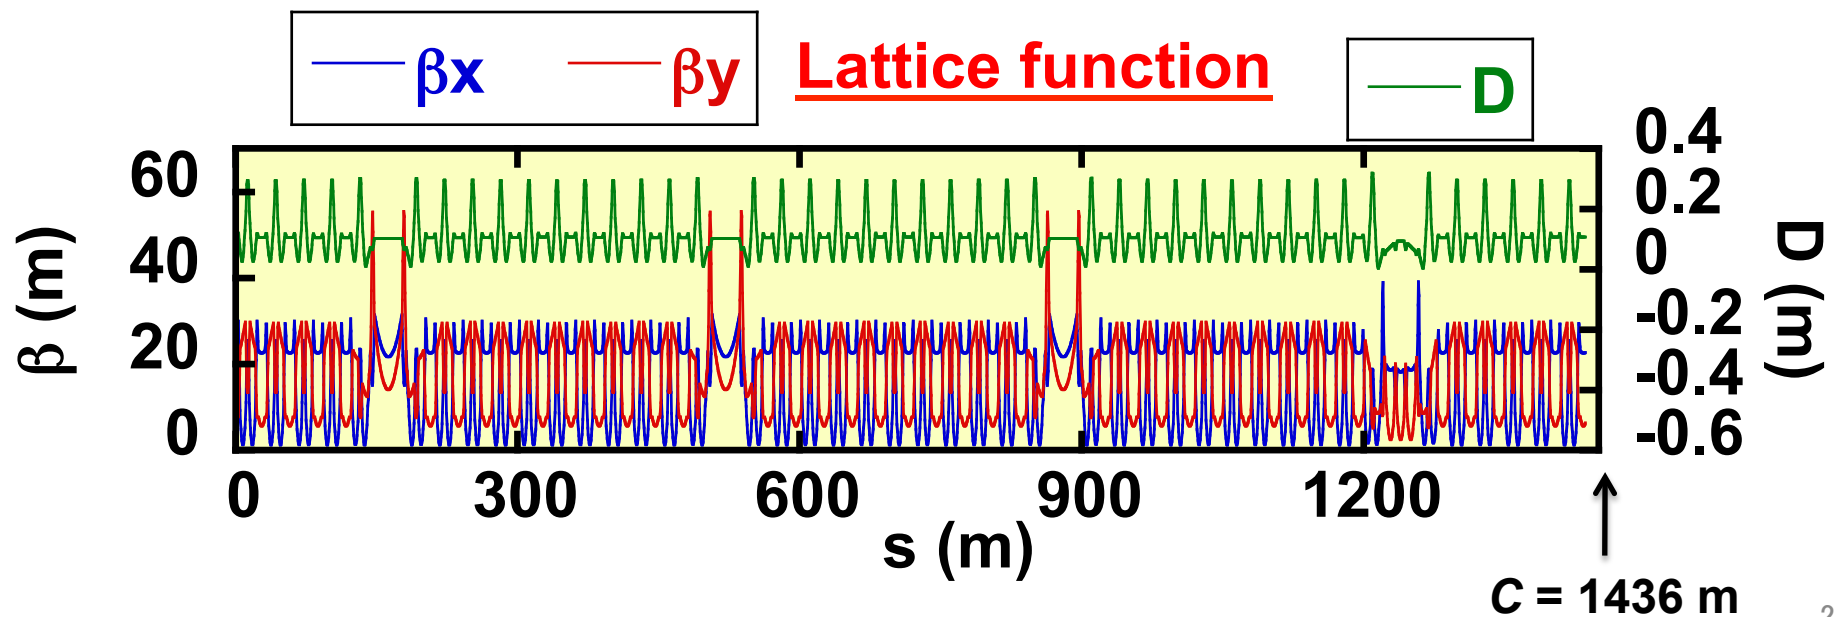 βx βy Lattice function D
0.4
60
0.2
40
0
-0.2
20
-0.4
0
-0.6
β (m)
D (m)
0 300 600 900 1200
s (m)
C = 1436 m
2